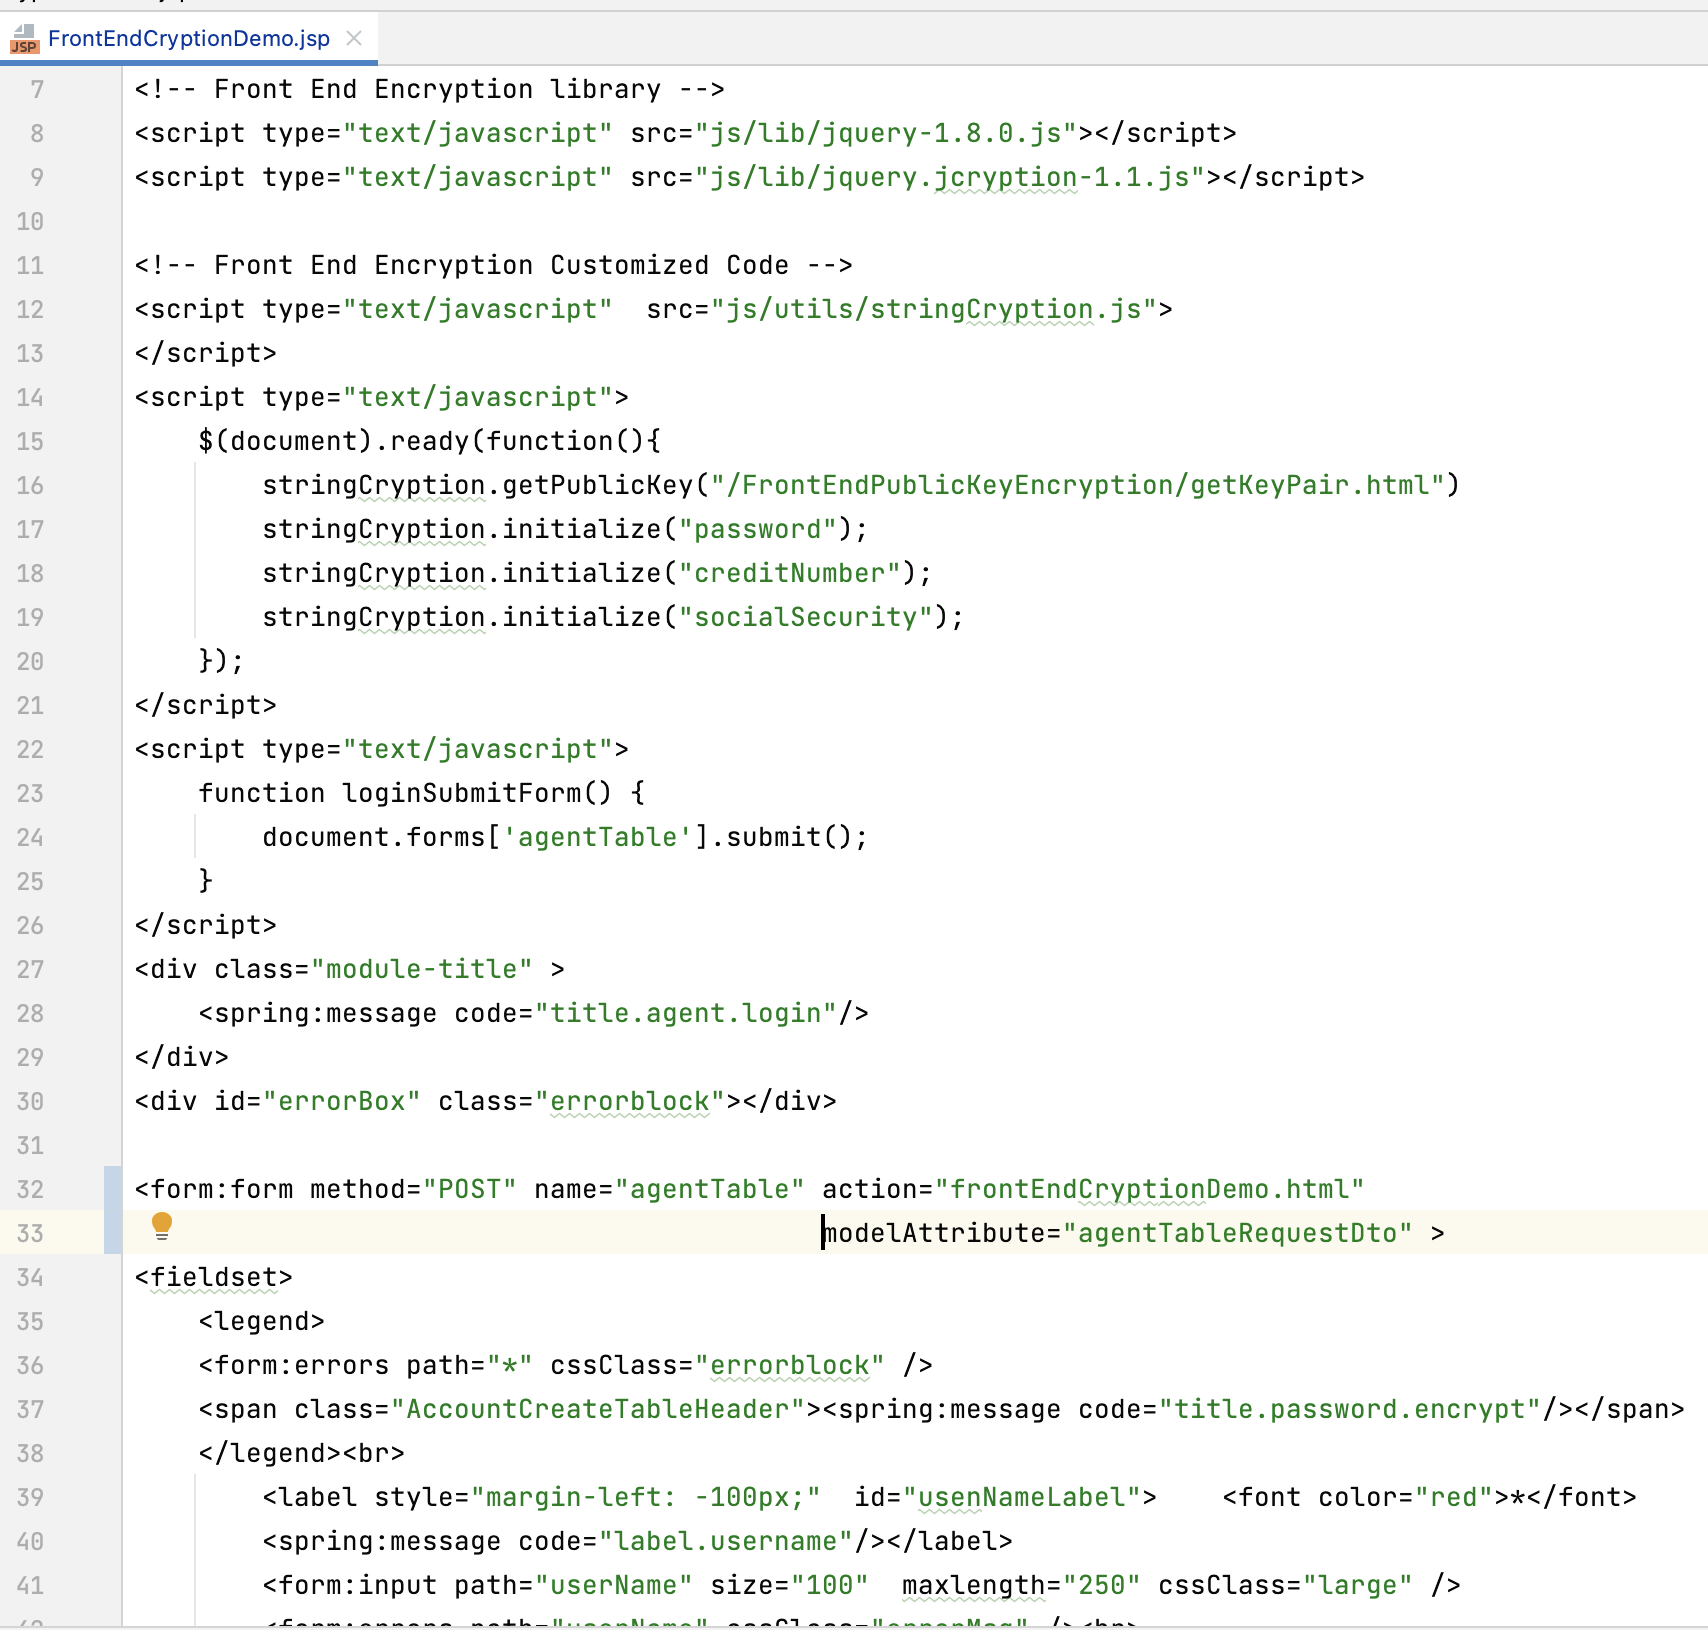 FrontEndCryptionDemo.jsp
7 <!-- Front End Encryption library -->
8 <script type="text/javascript" src="js/lib/jquery-1.8.0.js"></script>
9 <script type="text/javascript" src="js/lib/jquery.jcryption-1.1.js"></script>
10
11 <!-- Front End Encryption Customized Code -->
12 <script type="text/javascript"  src="js/utils/stringCryption.js">
13 </script>
14 <script type="text/javascript">
15     $(document).ready(function(){
16         stringCryption.getPublicKey("/FrontEndPublicKeyEncryption/getKeyPair.html")
17         stringCryption.initialize("password");
18         stringCryption.initialize("creditNumber");
19         stringCryption.initialize("socialSecurity");
20     });
21 </script>
22 <script type="text/javascript">
23     function loginSubmitForm() {
24         document.forms['agentTable'].submit();
25     }
26 </script>
27 <div class="module-title" >
28     <spring:message code="title.agent.login"/>
29 </div>
30 <div id="errorBox" class="errorblock"></div>
31
32 <form:form method="POST" name="agentTable" action="frontEndCryptionDemo.html"
33                                            modelAttribute="agentTableRequestDto" >
34 <fieldset>
35     <legend>
36     <form:errors path="*" cssClass="errorblock" />
37     <span class="AccountCreateTableHeader"><spring:message code="title.password.encrypt"/></span>
38     </legend><br>
39         <label style="margin-left: -100px;"  id="usenNameLabel">    <font color="red">*</font>
40         <spring:message code="label.username"/></label>
41         <form:input path="userName" size="100"  maxlength="250" cssClass="large" />